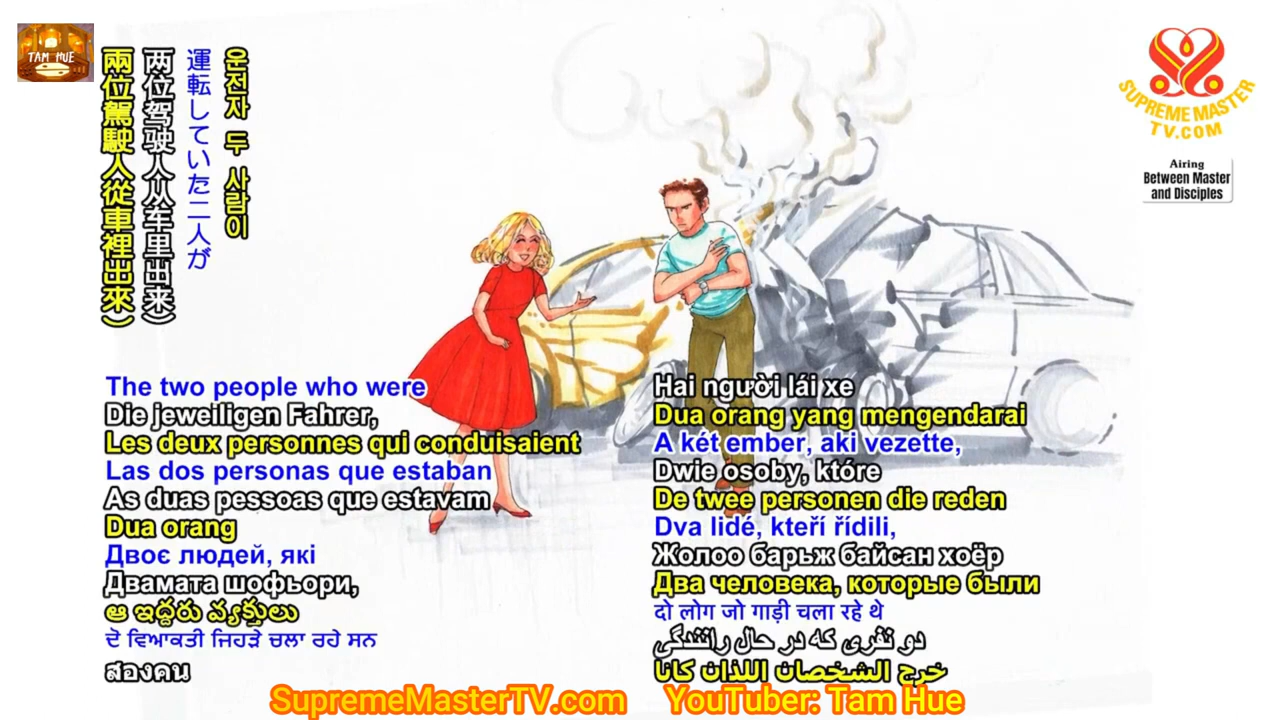 TAM HUE
兩位駕駛人從車裡出來）
两位驾驶人从车里出来）
運転していた二人が
운전자 두 사람이
SUPREME MASTER
TV.COM
Airing
Between Master
and Disciples
The two people who were
Die jeweiligen Fahrer,
Les deux personnes qui conduisaient
Las dos personas que estaban
As duas pessoas que estavam
Dua orang
Двоє людей, які
Двамата шофьори,
ఆ ఇద్దరు వ్యక్తులు
ਦੋ ਵਿਆਕਤੀ ਜਿਹੜੇ ਚਲਾ ਰਹੇ ਸਨ
สองคน
Hai người lái xe
Dua orang yang mengendarai
A két ember, aki vezette,
Dwie osoby, które
De twee personen die reden
Dva lidé, kteří řídili,
Жолоо барьж байсан хоёр
Два человека, которые были
दो लोग जो गाड़ी चला रहे थे
دو نفری که در حال رانندگی
خرج الشخصان اللذان كانا
SupremeMasterTV.com
YouTuber: Tam Hue